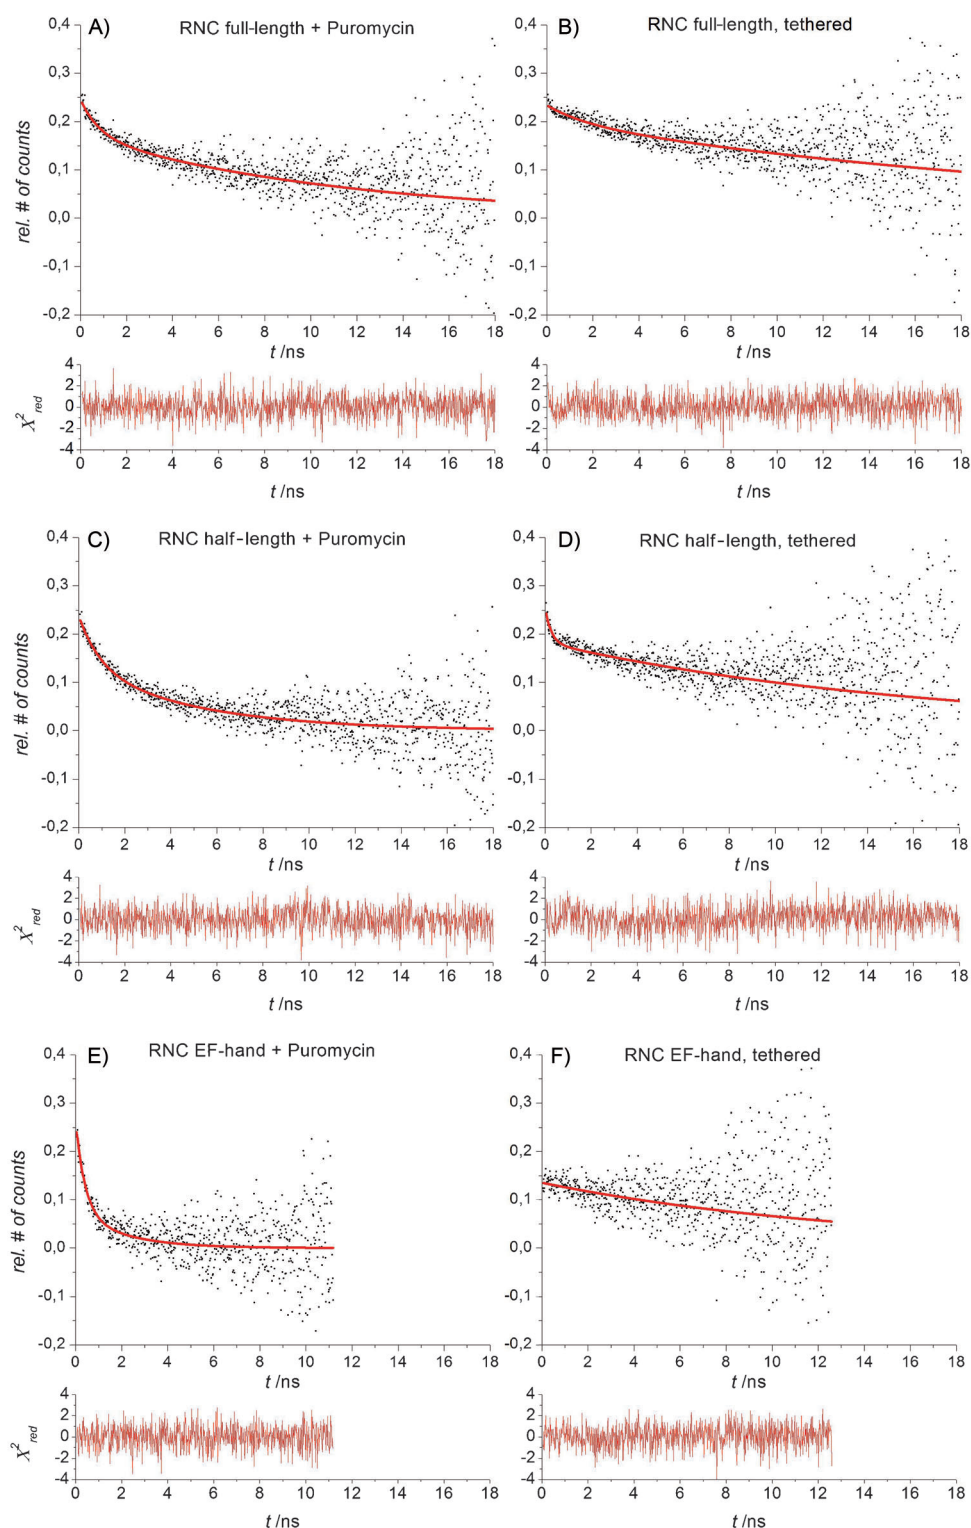 A) RNC full-length + Puromycin
rel. # of counts
0,4
0,3
0,2
0,1
0,0
-0,1
-0,2
0 2 4 6 8 10 12 14 16 18
t /ns
X²red
4
2
0
-2
-4
0 2 4 6 8 10 12 14 16 18
t /ns
B) RNC full-length, tethered
0,4
0,3
0,2
0,1
0,0
-0,1
-0,2
0 2 4 6 8 10 12 14 16 18
t /ns
4
2
0
-2
-4
0 2 4 6 8 10 12 14 16 18
t /ns
C) RNC half-length + Puromycin
rel. # of counts
0,4
0,3
0,2
0,1
0,0
-0,1
-0,2
0 2 4 6 8 10 12 14 16 18
t /ns
X²red
4
2
0
-2
-4
0 2 4 6 8 10 12 14 16 18
t /ns
D) RNC half-length, tethered
0,4
0,3
0,2
0,1
0,0
-0,1
-0,2
0 2 4 6 8 10 12 14 16 18
t /ns
4
2
0
-2
-4
0 2 4 6 8 10 12 14 16 18
t /ns
E) RNC EF-hand + Puromycin
rel. # of counts
0,4
0,3
0,2
0,1
0,0
-0,1
-0,2
0 2 4 6 8 10 12 14 16 18
t /ns
X²red
4
2
0
-2
-4
0 2 4 6 8 10 12 14 16 18
t /ns
F) RNC EF-hand, tethered
0,4
0,3
0,2
0,1
0,0
-0,1
-0,2
0 2 4 6 8 10 12 14 16 18
t /ns
4
2
0
-2
-4
0 2 4 6 8 10 12 14 16 18
t /ns